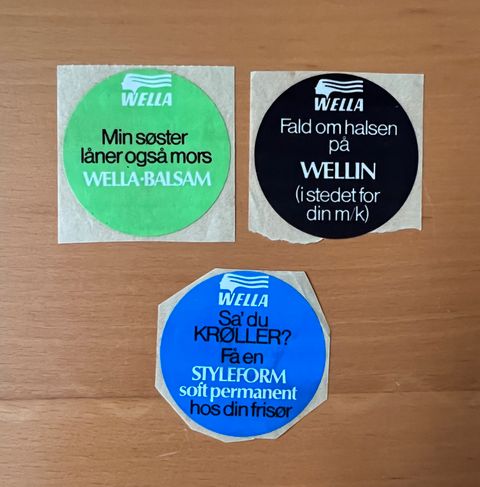 WELLA
Min søster
låner også mors
WELLA·BALSAM
WELLA
Fald om halsen
på
WELLIN
(i stedet for
din m/k)
WELLA
Sa' du
KRØLLER?
Få en
STYLEFORM
soft permanent
hos din frisør